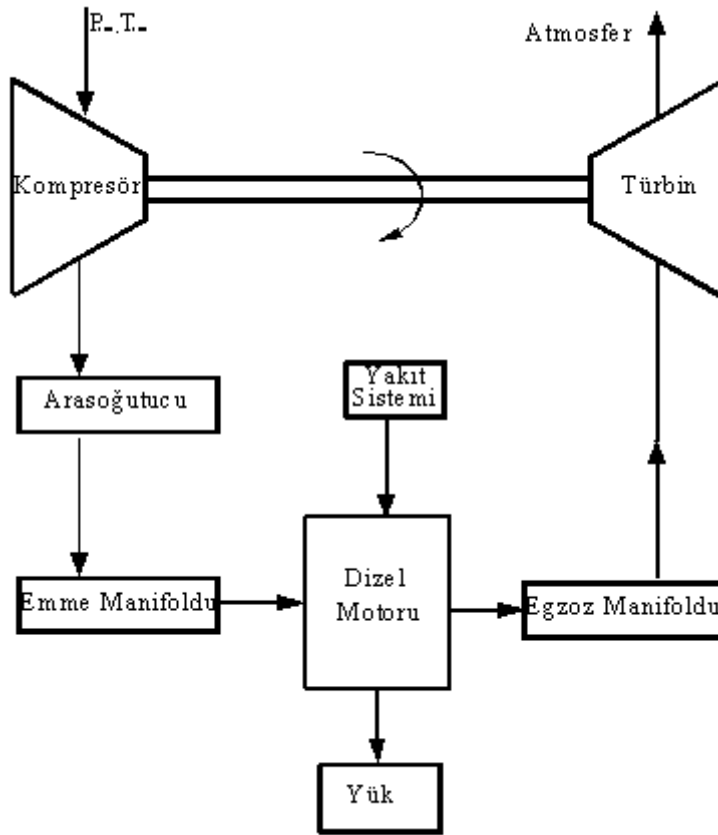 Atmosfer
Kompresör
Türbin
Arasoğutucu
Yakıt
Sistemi
Emme Manifoldu
Dizel
Motoru
Egzoz Manifoldu
Yük